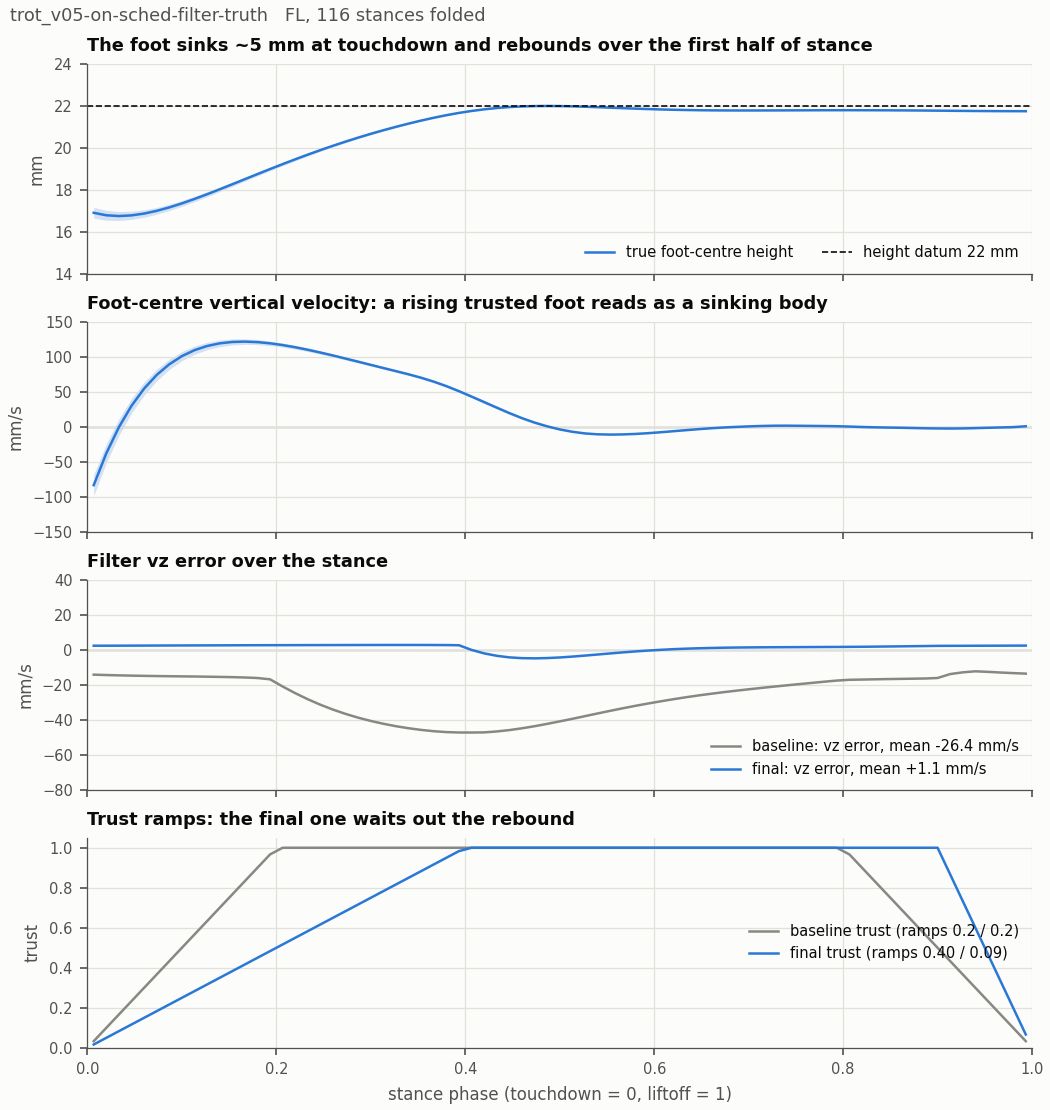 trot_v05-on-sched-filter-truth   FL, 116 stances folded
The foot sinks ~5 mm at touchdown and rebounds over the first half of stance
24
22
20
18
16
14
mm
true foot-centre height
height datum 22 mm
Foot-centre vertical velocity: a rising trusted foot reads as a sinking body
150
100
50
0
−50
−100
−150
mm/s
Filter vz error over the stance
40
20
0
−20
−40
−60
−80
mm/s
baseline: vz error, mean -26.4 mm/s
final: vz error, mean +1.1 mm/s
Trust ramps: the final one waits out the rebound
1.0
0.8
0.6
0.4
0.2
0.0
trust
baseline trust (ramps 0.2 / 0.2)
final trust (ramps 0.40 / 0.09)
0.0 0.2 0.4 0.6 0.8 1.0
stance phase (touchdown = 0, liftoff = 1)